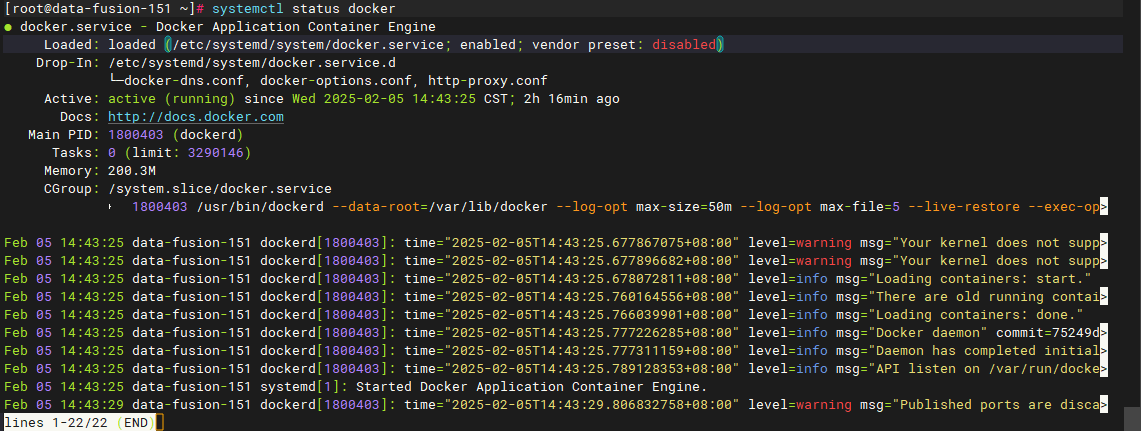 [root@data-fusion-151 ~]# systemctl status docker
● docker.service - Docker Application Container Engine
Loaded: loaded (/etc/systemd/system/docker.service; enabled; vendor preset: disabled)
Drop-In: /etc/systemd/system/docker.service.d
└─docker-dns.conf, docker-options.conf, http-proxy.conf
Active: active (running) since Wed 2025-02-05 14:43:25 CST; 2h 16min ago
Docs: http://docs.docker.com
Main PID: 1800403 (dockerd)
Tasks: 0 (limit: 3290146)
Memory: 200.3M
CGroup: /system.slice/docker.service
‣ 1800403 /usr/bin/dockerd --data-root=/var/lib/docker --log-opt max-size=50m --log-opt max-file=5 --live-restore --exec-op>
Feb 05 14:43:25 data-fusion-151 dockerd[1800403]: time="2025-02-05T14:43:25.677867075+08:00" level=warning msg="Your kernel does not supp>
Feb 05 14:43:25 data-fusion-151 dockerd[1800403]: time="2025-02-05T14:43:25.677896682+08:00" level=warning msg="Your kernel does not supp>
Feb 05 14:43:25 data-fusion-151 dockerd[1800403]: time="2025-02-05T14:43:25.678072811+08:00" level=info msg="Loading containers: start."
Feb 05 14:43:25 data-fusion-151 dockerd[1800403]: time="2025-02-05T14:43:25.760164556+08:00" level=info msg="There are old running contai>
Feb 05 14:43:25 data-fusion-151 dockerd[1800403]: time="2025-02-05T14:43:25.766039901+08:00" level=info msg="Loading containers: done."
Feb 05 14:43:25 data-fusion-151 dockerd[1800403]: time="2025-02-05T14:43:25.777226285+08:00" level=info msg="Docker daemon" commit=75249d>
Feb 05 14:43:25 data-fusion-151 dockerd[1800403]: time="2025-02-05T14:43:25.777311159+08:00" level=info msg="Daemon has completed initial>
Feb 05 14:43:25 data-fusion-151 dockerd[1800403]: time="2025-02-05T14:43:25.789128353+08:00" level=info msg="API listen on /var/run/docke>
Feb 05 14:43:25 data-fusion-151 systemd[1]: Started Docker Application Container Engine.
Feb 05 14:43:29 data-fusion-151 dockerd[1800403]: time="2025-02-05T14:43:29.806832758+08:00" level=warning msg="Published ports are disca>
lines 1-22/22 (END)